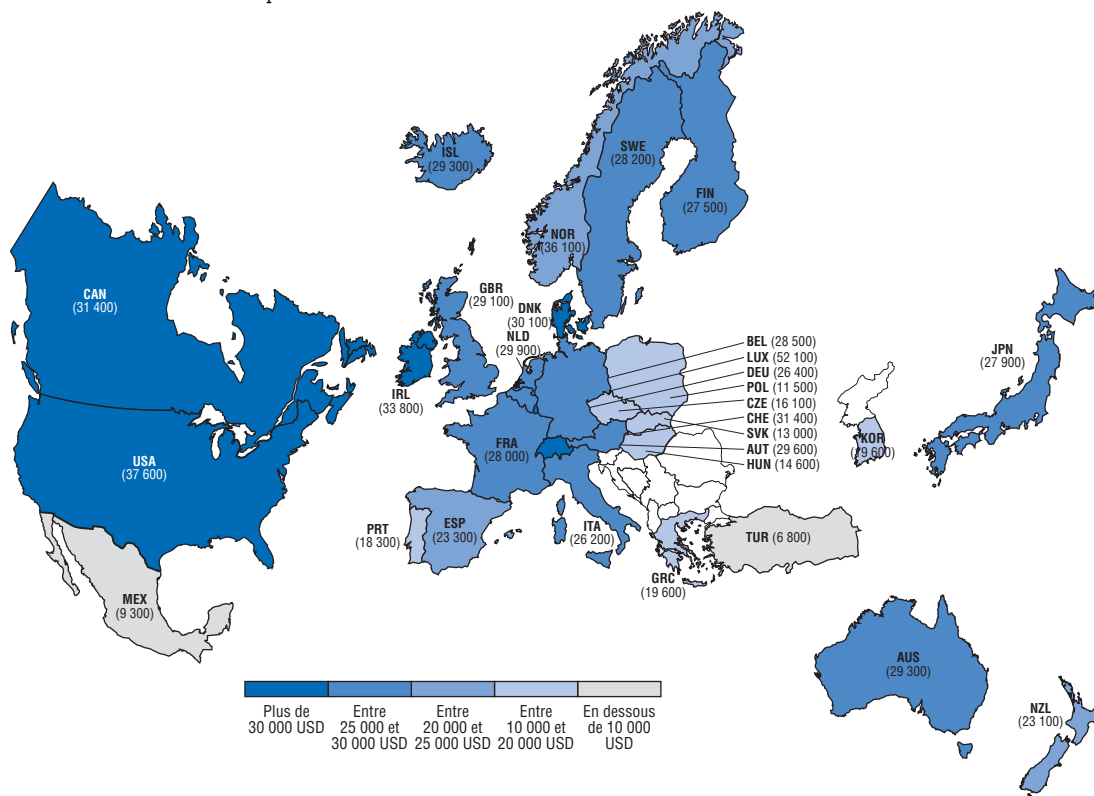 ISL
(29 300)
SWE
(28 200)
FIN
(27 500)
NOR
(36 100)
CAN
(31 400)
GBR
(29 100)
DNK
(30 100)
NLD
(29 900)
IRL
(33 800)
BEL (28 500)
LUX (52 100)
DEU (26 400)
POL (11 500)
CZE (16 100)
CHE (31 400)
SVK (13 000)
AUT (29 600)
HUN (14 600)
JPN
(27 900)
KOR
(19 600)
USA
(37 600)
FRA
(28 000)
PRT
(18 300)
ESP
(23 300)
ITA
(26 200)
GRC
(19 600)
TUR (6 800)
MEX
(9 300)
AUS
(29 300)
NZL
(23 100)
Plus de
30 000 USD
Entre
25 000 et
30 000 USD
Entre
20 000 et
25 000 USD
Entre
10 000 et
20 000 USD
En dessous
de 10 000
USD